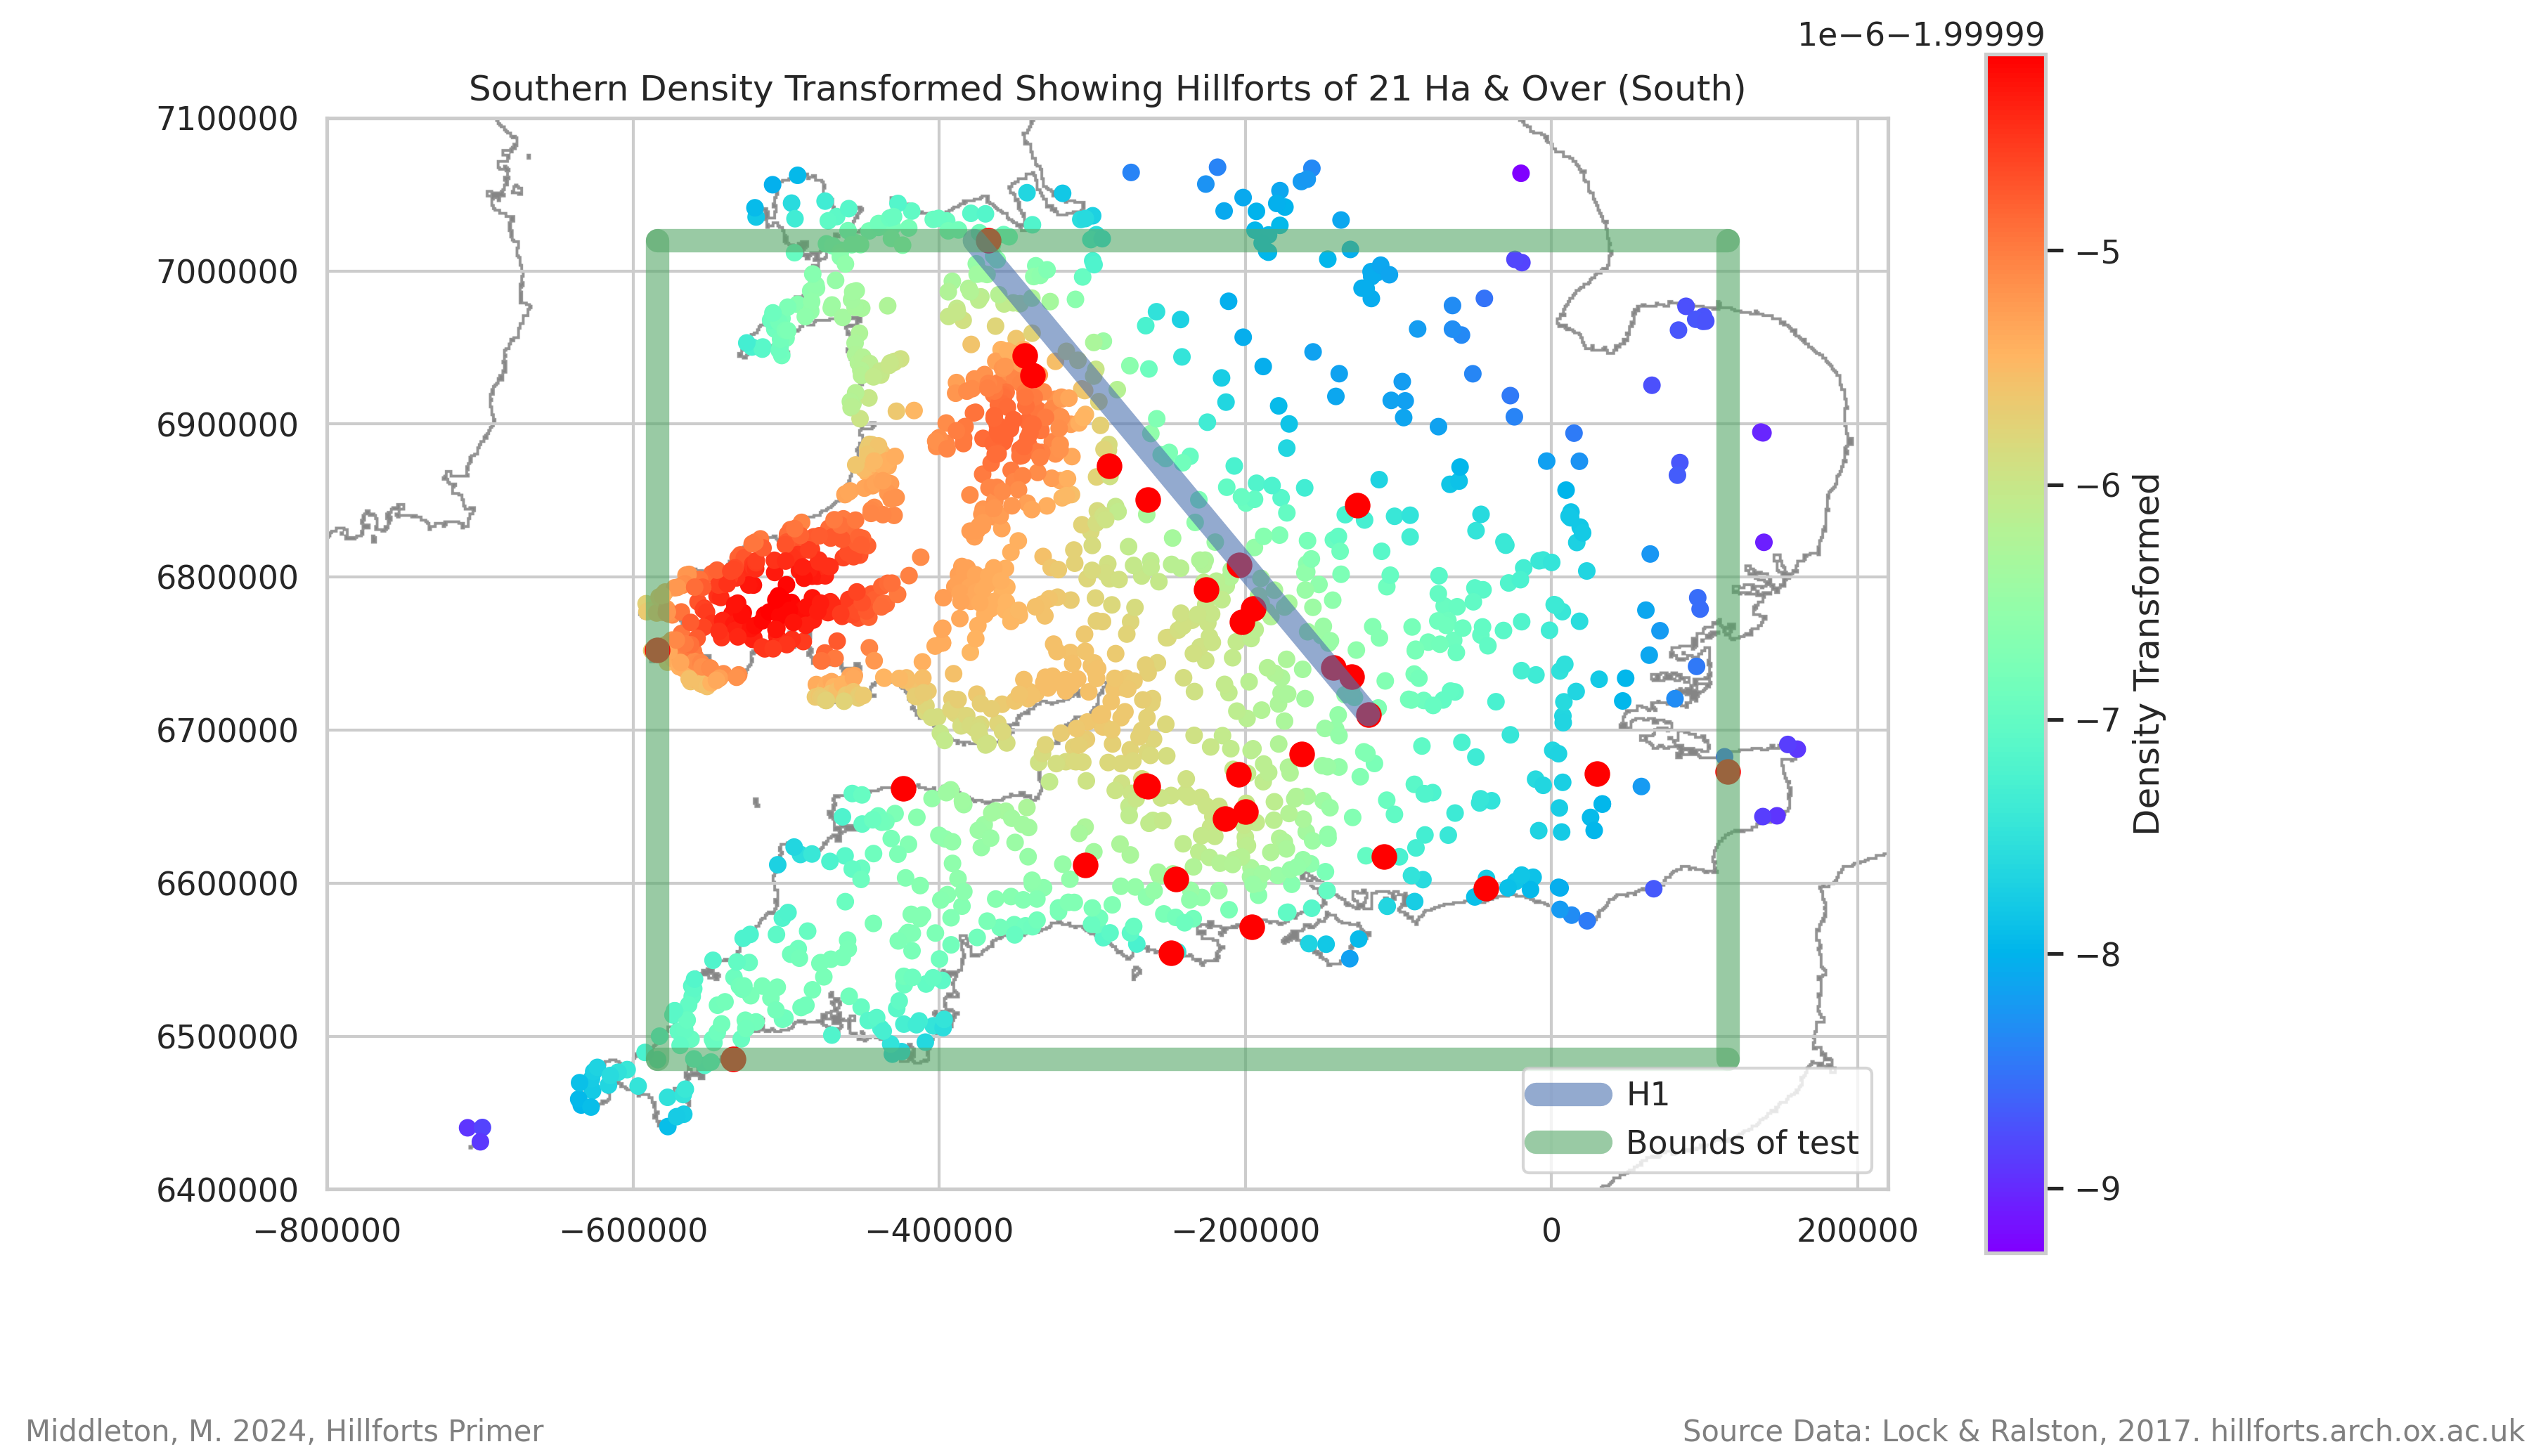 1e−6−1.99999
Southern Density Transformed Showing Hillforts of 21 Ha & Over (South)
7100000
7000000
6900000
6800000
6700000
6600000
6500000
6400000
−800000
−600000
−400000
−200000
0
200000
−5
−6
−7
−8
−9
Density Transformed
H1
Bounds of test
Middleton, M. 2024, Hillforts Primer
Source Data: Lock & Ralston, 2017. hillforts.arch.ox.ac.uk